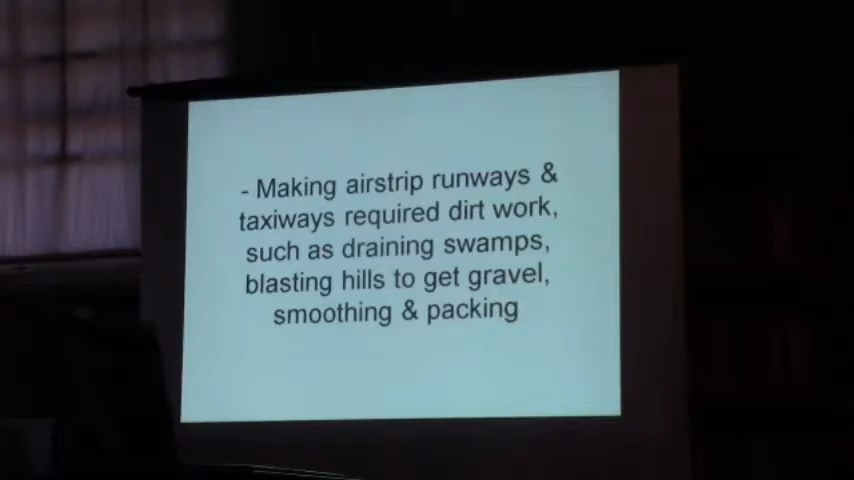 - Making airstrip runways &
taxiways required dirt work,
such as draining swamps,
blasting hills to get gravel,
smoothing & packing